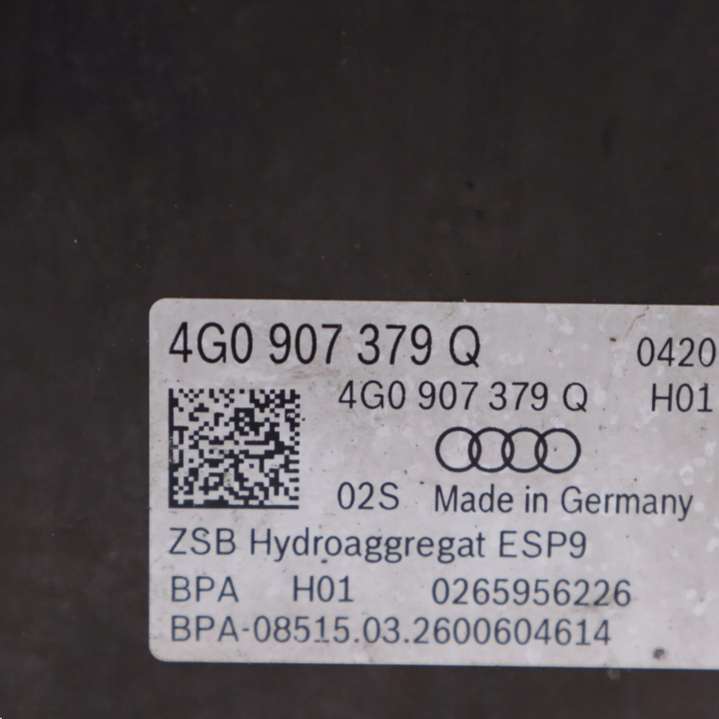 4G0 907 379 Q 0420
4G0 907 379 Q H01
02S Made in Germany
ZSB Hydroaggregat ESP9
BPA H01 0265956226
BPA-08515.03.2600604614